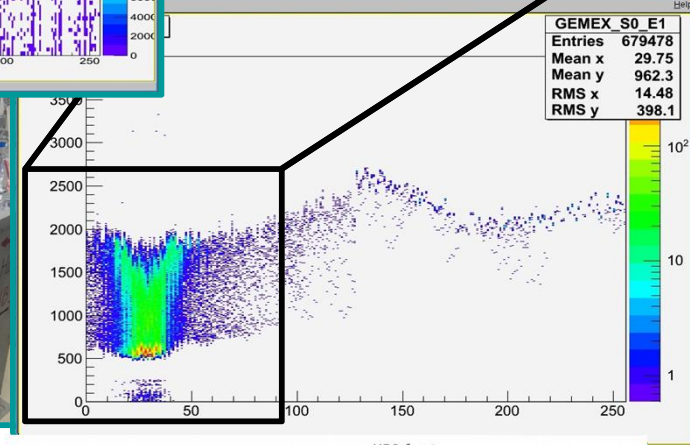 Help
4000
2000
0
250
GEMEX_S0_E1
Entries 679478
Mean x 29.75
Mean y 962.3
RMS x 14.48
RMS y 398.1
3500
3000
2500
2000
1500
1000
500
0
10²
10
1
0 50 100 150 200 250